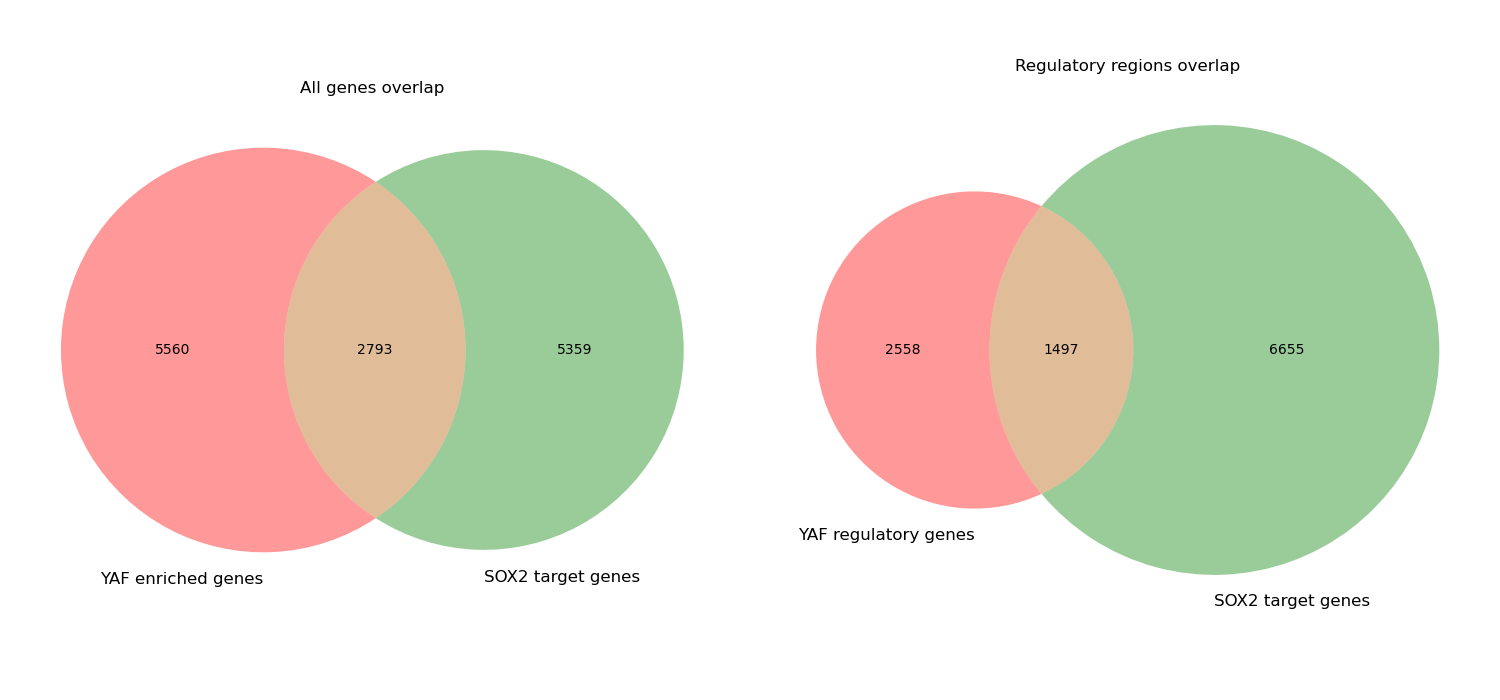 All genes overlap
5560
2793
5359
YAF enriched genes
SOX2 target genes
Regulatory regions overlap
2558
1497
6655
YAF regulatory genes
SOX2 target genes